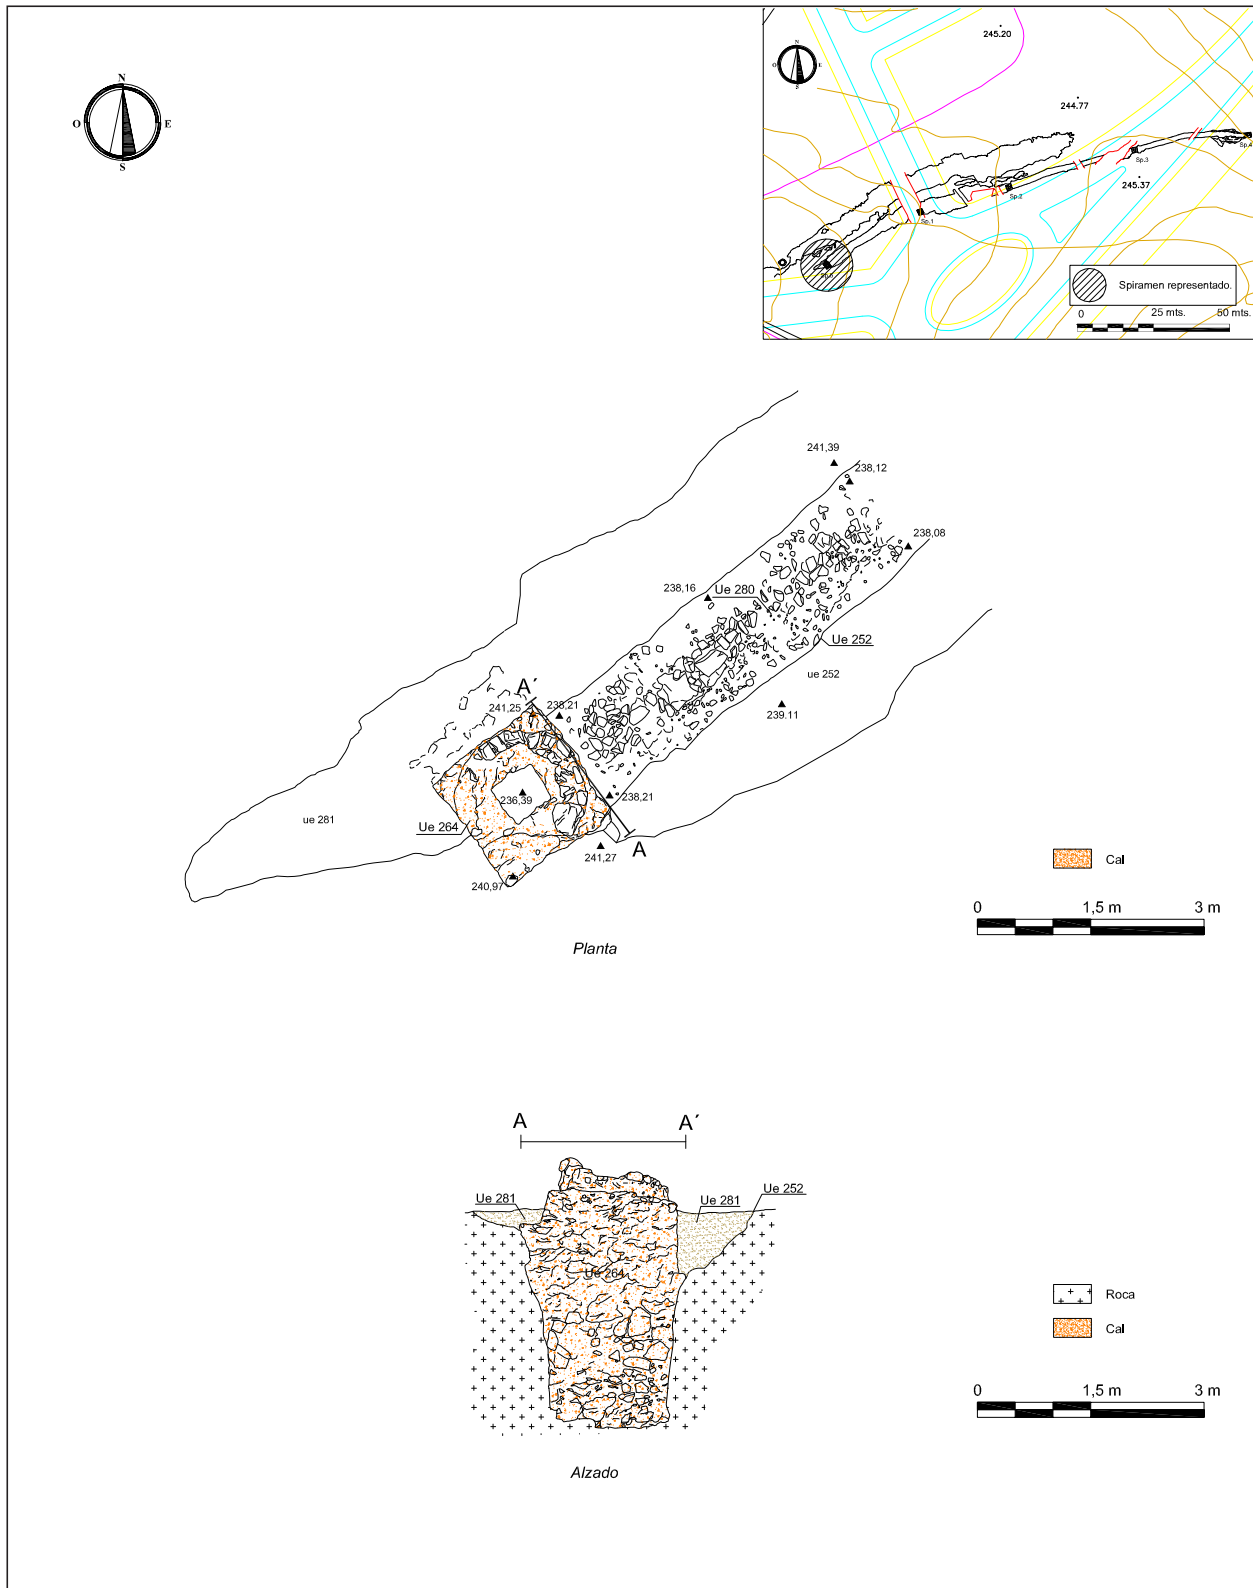 N
O E
S
N
O E
S
245.20
244.77
Sp.4
Sp.3
245.37
Sp.2
Sp.1
Spiramen representado.
0 25 mts. 50 mts.
241,39
238,12
238,08
238,16
Ue 280
Ue 252
ue 252
A´
241,25
238,21
239.11
236,39
238,21
ue 281
Ue 264
A
241,27
240,97
Cal
0 1,5 m 3 m
Planta
A A´
Ue 281
Ue 281
Ue 252
Ue 264
Roca
Cal
0 1,5 m 3 m
Alzado